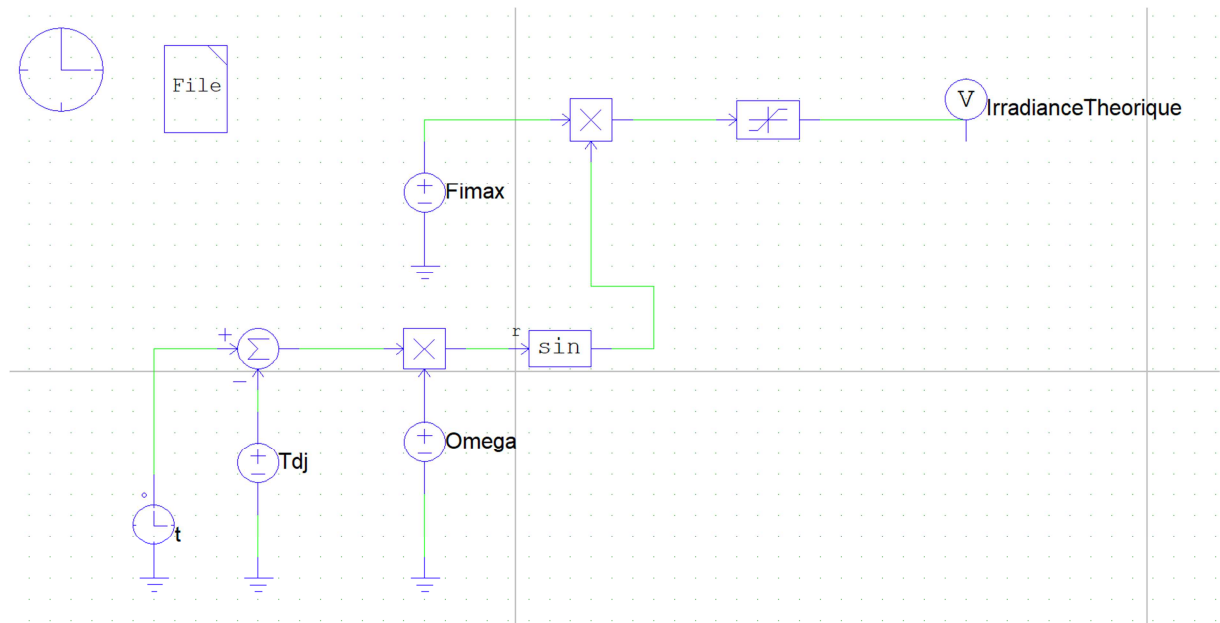 File
V
IrradianceTheorique
Fimax
r
+
Σ
sin
−
Omega
Tdj
t